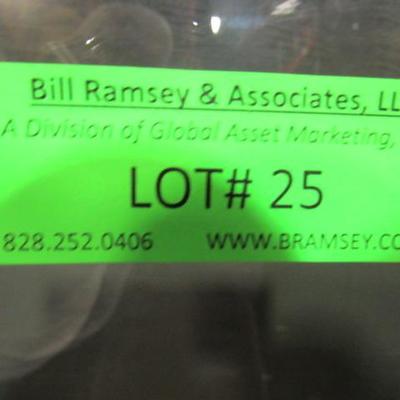 Bill Ramsey & Associates, LL
A Division of Global Asset Marketing,
LOT# 25
828.252.0406 WWW.BRAMSEY.CO